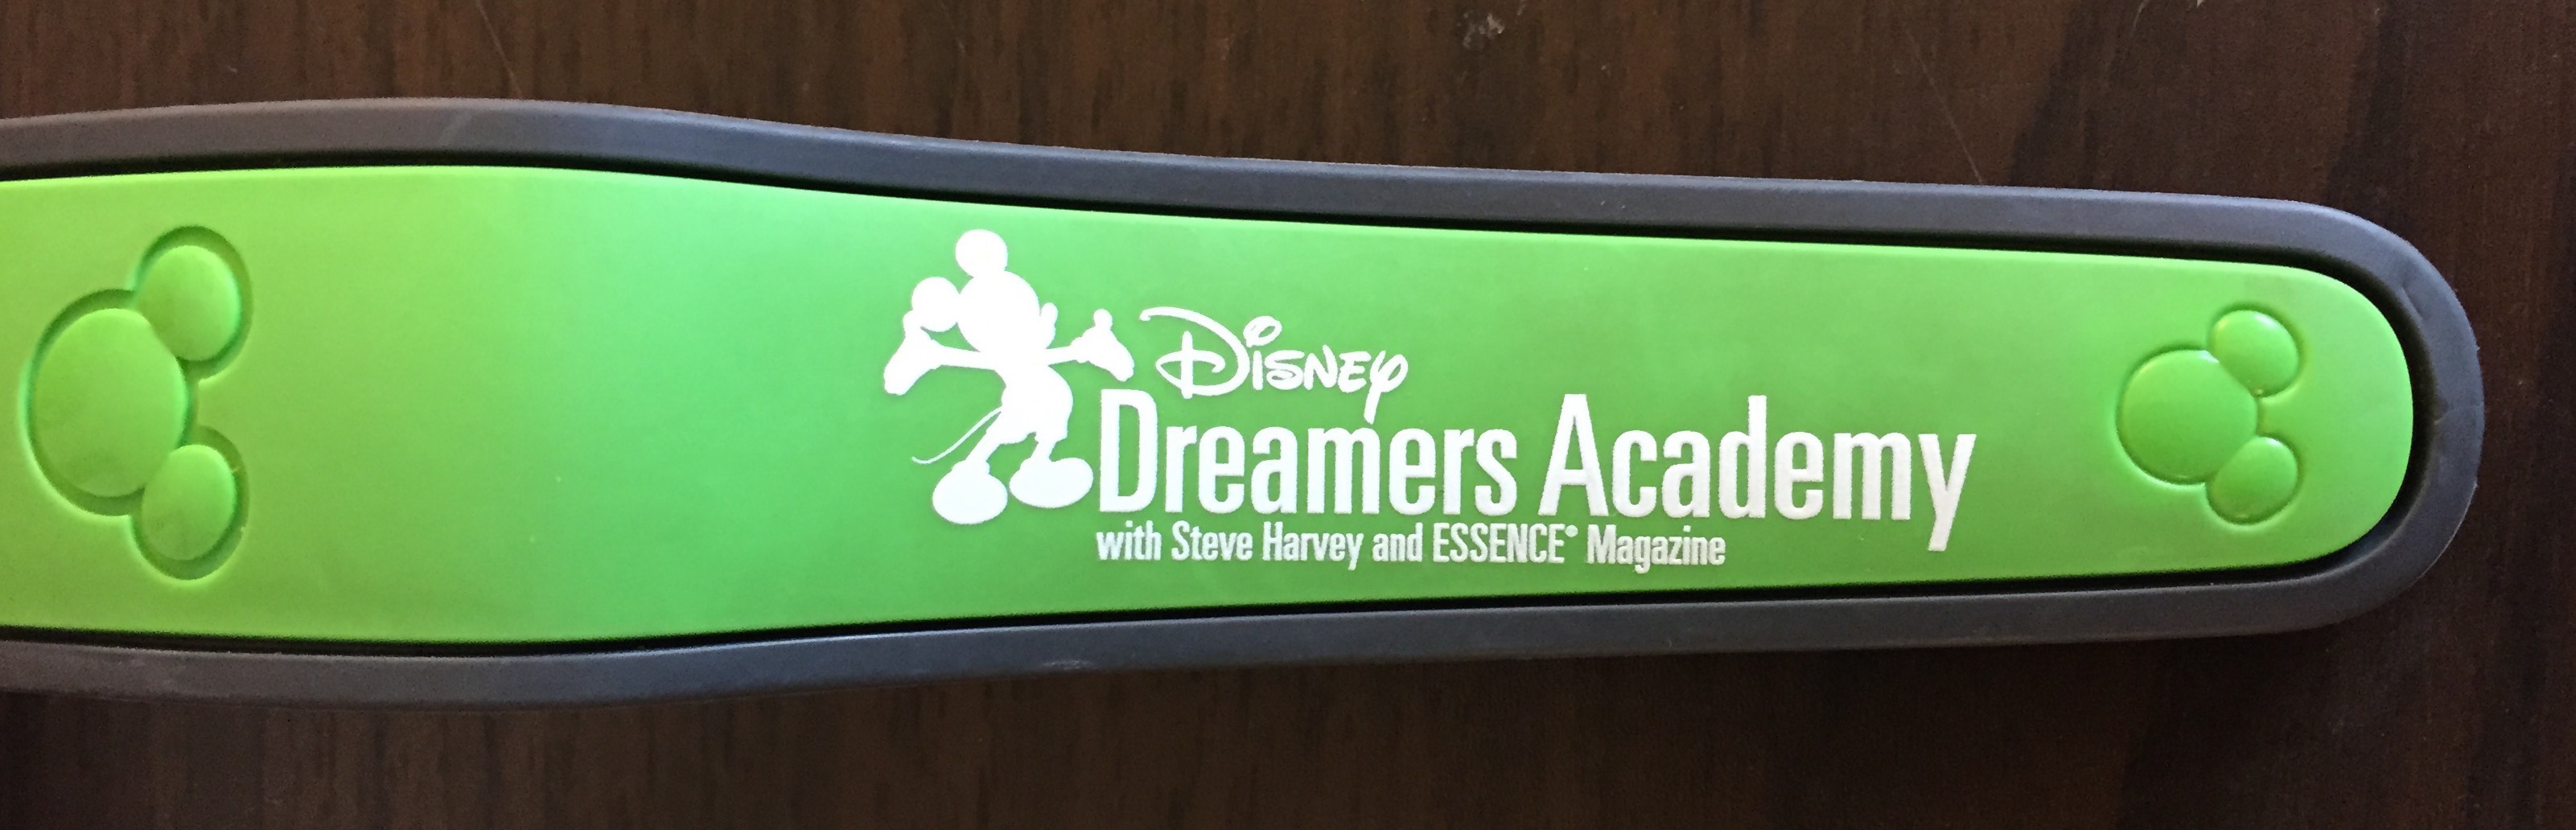 Disney
Dreamers Academy
with Steve Harvey and ESSENCE® Magazine